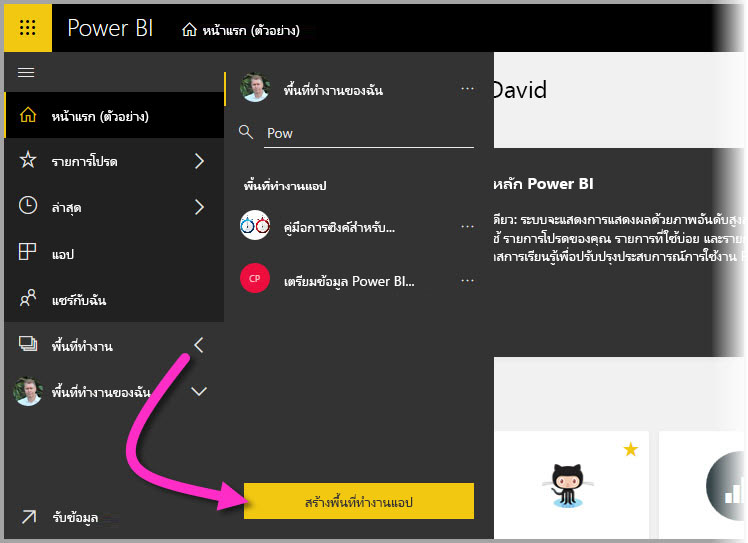 Power BI
หน้าแรก (ตัวอย่าง)
หน้าแรก (ตัวอย่าง)
รายการโปรด
ล่าสุด
แอป
แชร์กับฉัน
พื้นที่ทำงาน
พื้นที่ทำงานของฉัน
รับข้อมูล
พื้นที่ทำงานของฉัน
Pow
พื้นที่ทำงานแอป
คู่มือการซิงค์สำหรับ...
CP
เตรียมข้อมูล Power BI...
สร้างพื้นที่ทำงานแอป
David
หลัก Power BI
ดียว: ระบบจะแสดงการแสดงผลด้วยภาพอันดับสูง
ช้ รายการโปรดของคุณ รายการที่ใช้บ่อย และราย
าสการเรียนรู้เพื่อปรับปรุงประสบการณ์การใช้งาน